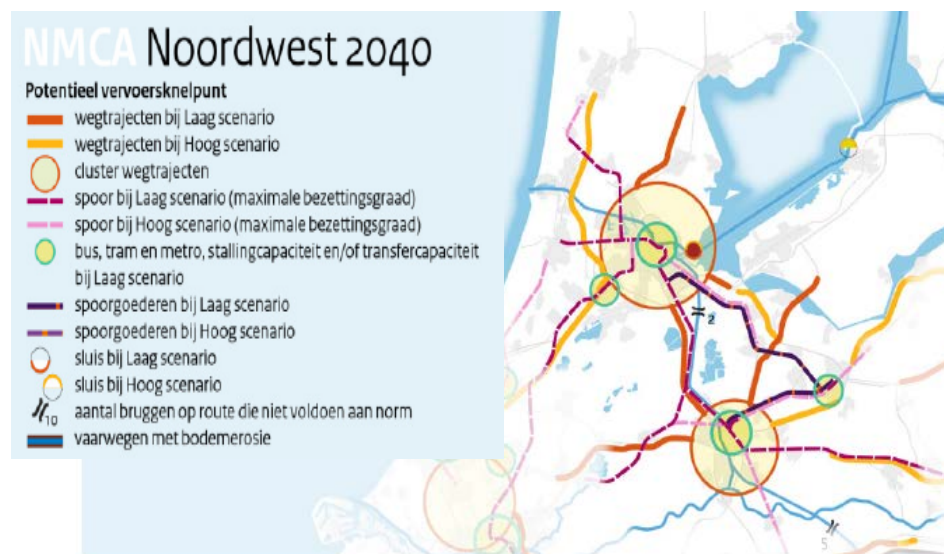 NMCA Noordwest 2040
Potentieel vervoersknelpunt
wegtrajecten bij Laag scenario
wegtrajecten bij Hoog scenario
cluster wegtrajecten
spoor bij Laag scenario (maximale bezettingsgraad)
spoor bij Hoog scenario (maximale bezettingsgraad)
bus, tram en metro, stallingcapaciteit en/of transfercapaciteit
bij Laag scenario
spoorgoederen bij Laag scenario
spoorgoederen bij Hoog scenario
sluis bij Laag scenario
sluis bij Hoog scenario
10 aantal bruggen op route die niet voldoen aan norm
vaarwegen met bodemerosie
2
5